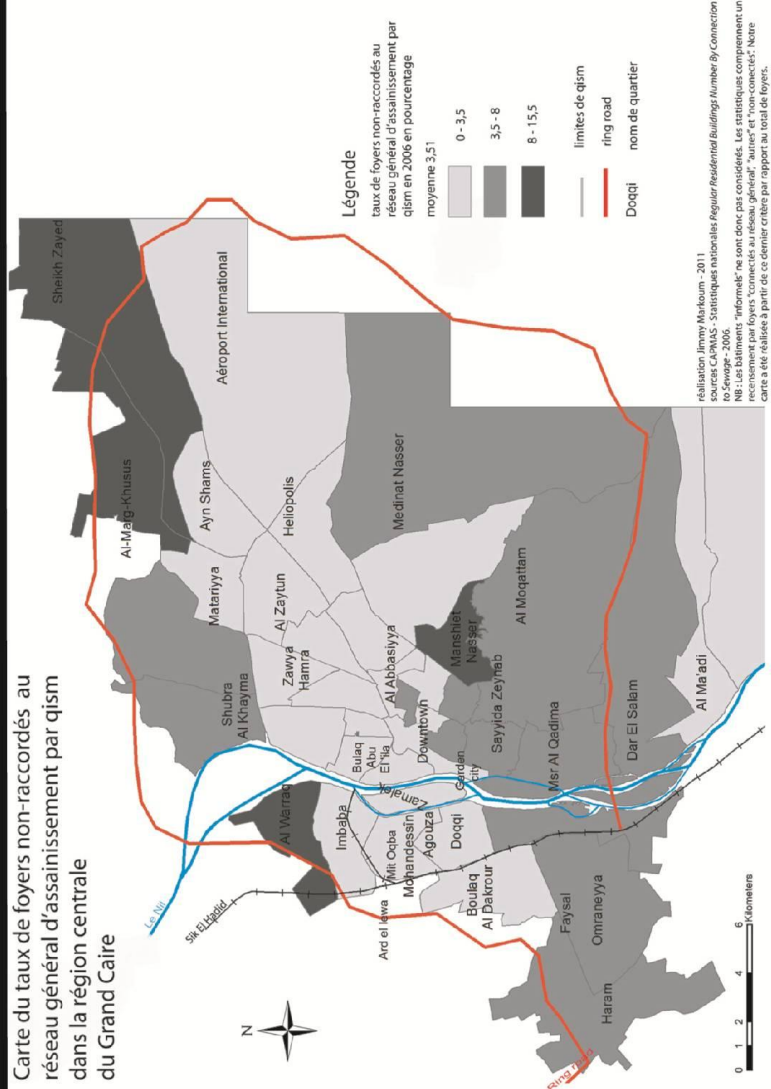 Carte du taux de foyers non-raccordés au
réseau général d'assainissement par qism
dans la région centrale
du Grand Caire
N
Le Nil
Sik El Hadid
Ring road
Sheikh Zayed
Al-Marg-Khusus
Aéroport International
Ayn Shams
Matariyya
Heliopolis
Shubra
Al Khayma
Al Zaytun
Zawya
Hamra
Medinat Nasser
Al Abbasiyya
Manshiet
Nasser
Al Moqattam
Al Warraq
Imbaba
Bulaq
Abu
El 'ila
Zamalek
Downtown
Mit Oqba
Mohandessin
Agouza
Garden
city
Sayyida Zeynab
Ard el lewa
Doqqi
Boulaq
Al Dakrour
Msr Al Qadima
Dar El Salam
Al Ma'adi
Faysal
Omraneyya
Haram
Légende
taux de foyers non-raccordés au
réseau général d'assainissement par
qism en 2006 en pourcentage
moyenne 3,51
0 - 3,5
3,5 - 8
8 - 15,5
limites de qism
ring road
Doqqi nom de quartier
0 1 2 4 6
Kilometers
réalisation Jimmy Markoum - 2011
sources CAPMAS - Statistiques nationales Regular Residential Buildings Number By Connection
to Sewage - 2006.
NB : Les bâtiments "informels" ne sont donc pas considérés. Les statistiques comprennent un
recensement par foyers "connectés au réseau général", "autres" et "non-conectés". Notre
carte a été réalisée à partir de ce dernier critère par rapport au total de foyers.